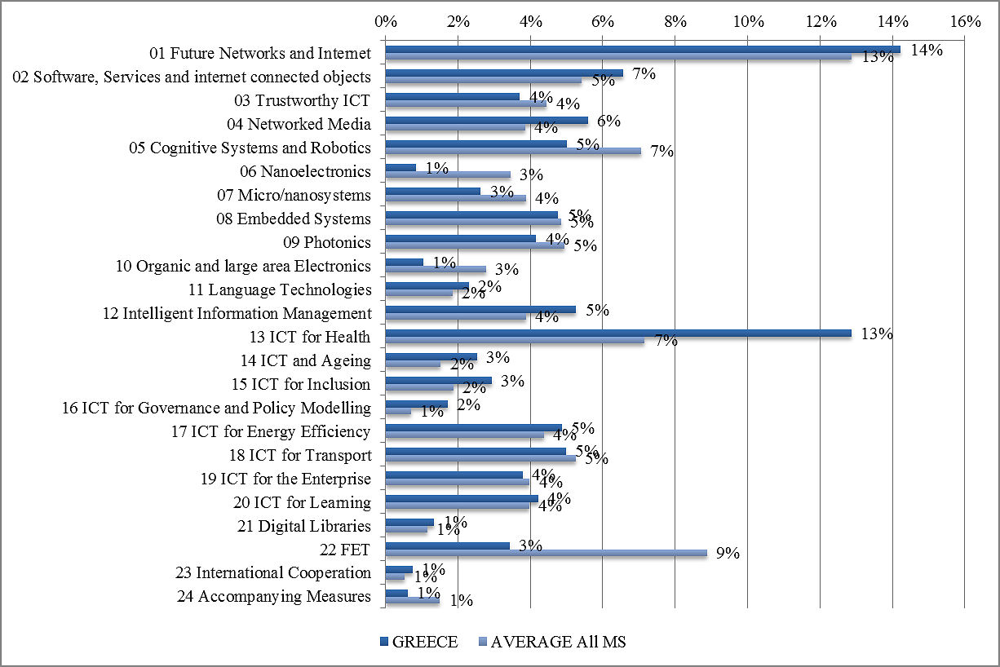 0% 2% 4% 6% 8% 10% 12% 14% 16%
01 Future Networks and Internet 14% 13%
02 Software, Services and internet connected objects 7% 5%
03 Trustworthy ICT 4% 4%
04 Networked Media 6% 4%
05 Cognitive Systems and Robotics 5% 7%
06 Nanoelectronics 1% 3%
07 Micro/nanosystems 3% 4%
08 Embedded Systems 5% 5%
09 Photonics 4% 5%
10 Organic and large area Electronics 1% 3%
11 Language Technologies 2% 2%
12 Intelligent Information Management 5% 4%
13 ICT for Health 13% 7%
14 ICT and Ageing 3% 2%
15 ICT for Inclusion 3% 2%
16 ICT for Governance and Policy Modelling 2% 1%
17 ICT for Energy Efficiency 5% 4%
18 ICT for Transport 5% 5%
19 ICT for the Enterprise 4% 4%
20 ICT for Learning 4% 4%
21 Digital Libraries 1% 1%
22 FET 3% 9%
23 International Cooperation 1% 1%
24 Accompanying Measures 1% 1%
GREECE AVERAGE All MS